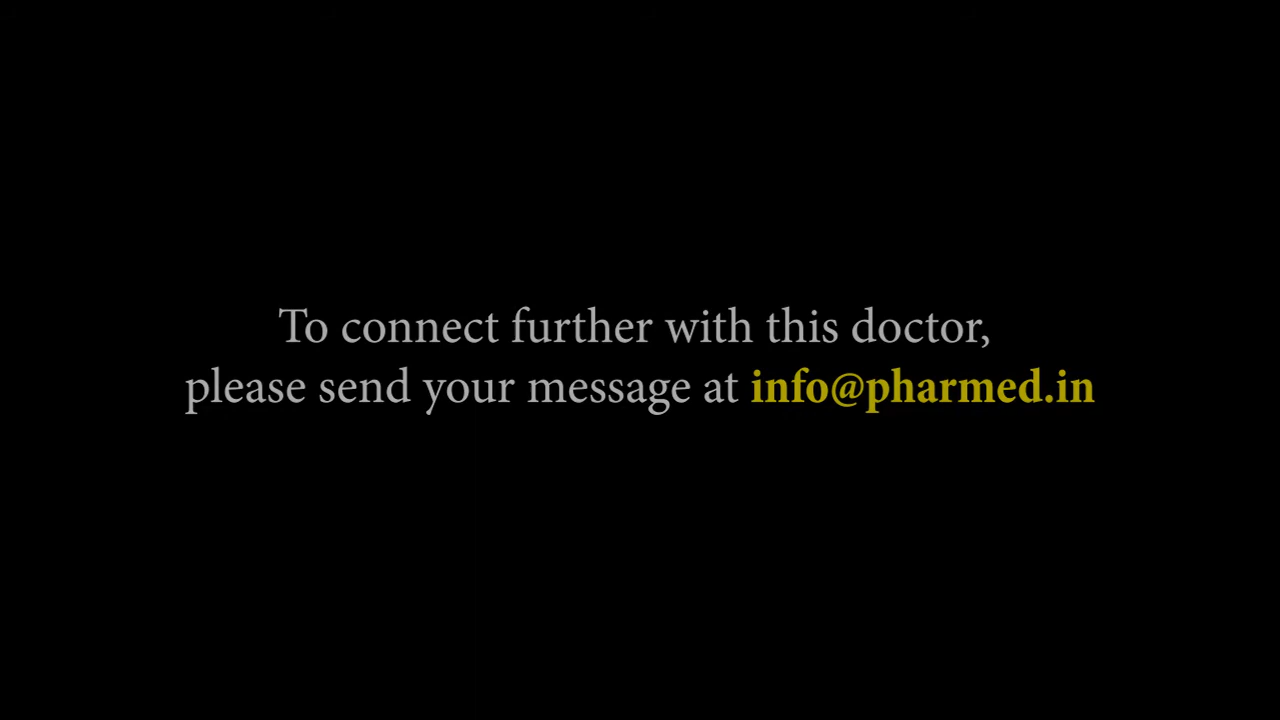 To connect further with this doctor,
please send your message at info@pharmed.in